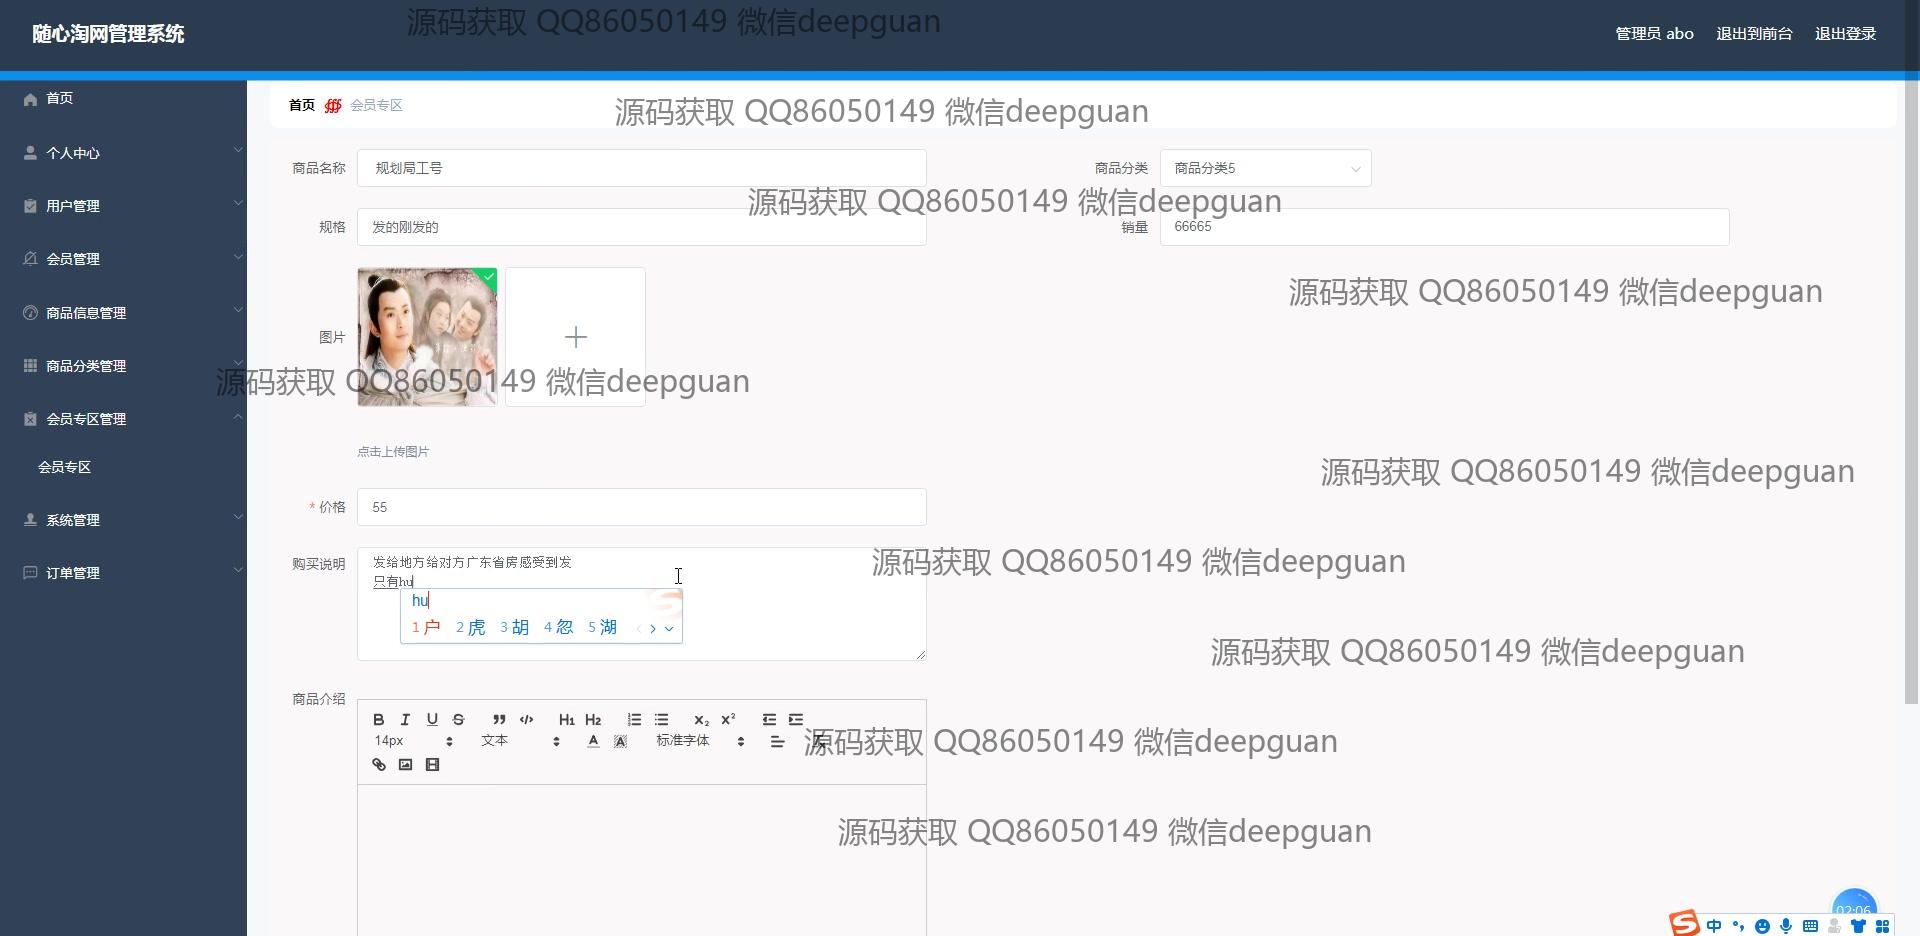 随心淘网管理系统
源码获取 QQ86050149 微信deepguan
管理员 abo 退出到前台 退出登录
首页
个人中心
用户管理
会员管理
商品信息管理
商品分类管理
会员专区管理
会员专区
系统管理
订单管理
首页 会员专区
源码获取 QQ86050149 微信deepguan
商品名称 规划局工号
商品分类 商品分类5
源码获取 QQ86050149 微信deepguan
规格 发的刚发的
销量 66665
源码获取 QQ86050149 微信deepguan
图片
源码获取 QQ86050149 微信deepguan
点击上传图片
源码获取 QQ86050149 微信deepguan
* 价格 55
购买说明 发给地方给对方广东省房感受到发
只有hu
源码获取 QQ86050149 微信deepguan
hu
1户 2虎 3胡 4忽 5湖
源码获取 QQ86050149 微信deepguan
商品介绍
B I U S H1 H2 x₂ x²
14px 文本 A A 标准字体
源码获取 QQ86050149 微信deepguan
源码获取 QQ86050149 微信deepguan
02:06
中